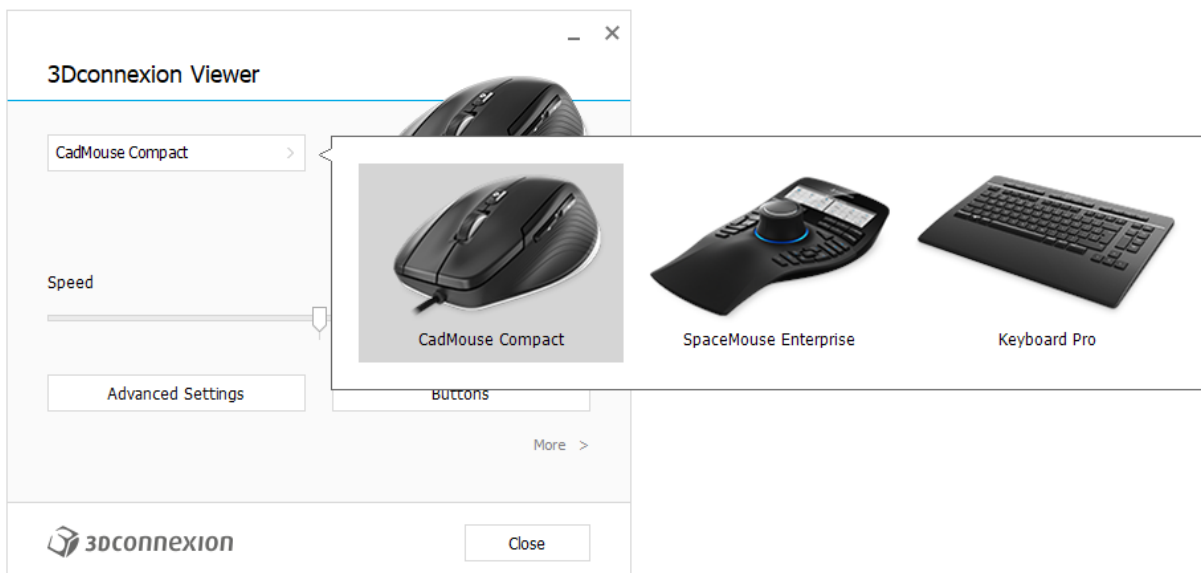 3Dconnexion Viewer
CadMouse Compact
Speed
CadMouse Compact
SpaceMouse Enterprise
Keyboard Pro
Advanced Settings
Buttons
More >
3Dconnexion
Close